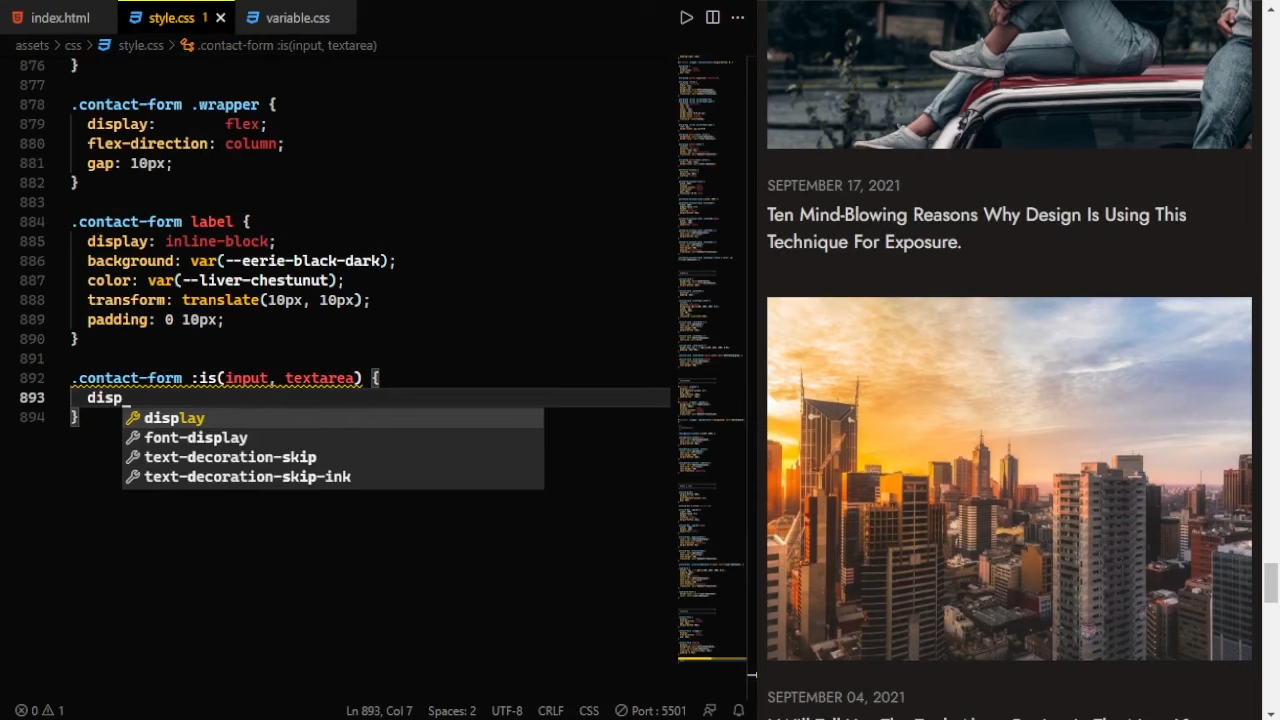 index.html
style.css 1
variable.css
assets > css > style.css > .contact-form :is(input, textarea)
876 }
877
878 .contact-form .wrapper {
879 display: flex;
880 flex-direction: column;
881 gap: 10px;
882 }
883
884 .contact-form label {
885 display: inline-block;
886 background: var(--eerie-black-dark);
887 color: var(--liver-chestunut);
888 transform: translate(10px, 10px);
889 padding: 0 10px;
890 }
891
892 .contact-form :is(input, textarea) {
893 disp
894 }
display
font-display
text-decoration-skip
text-decoration-skip-ink
0 1
Ln 893, Col 7
Spaces: 2
UTF-8
CRLF
CSS
Port : 5501
SEPTEMBER 17, 2021
Ten Mind-Blowing Reasons Why Design Is Using This
Technique For Exposure.
SEPTEMBER 04, 2021